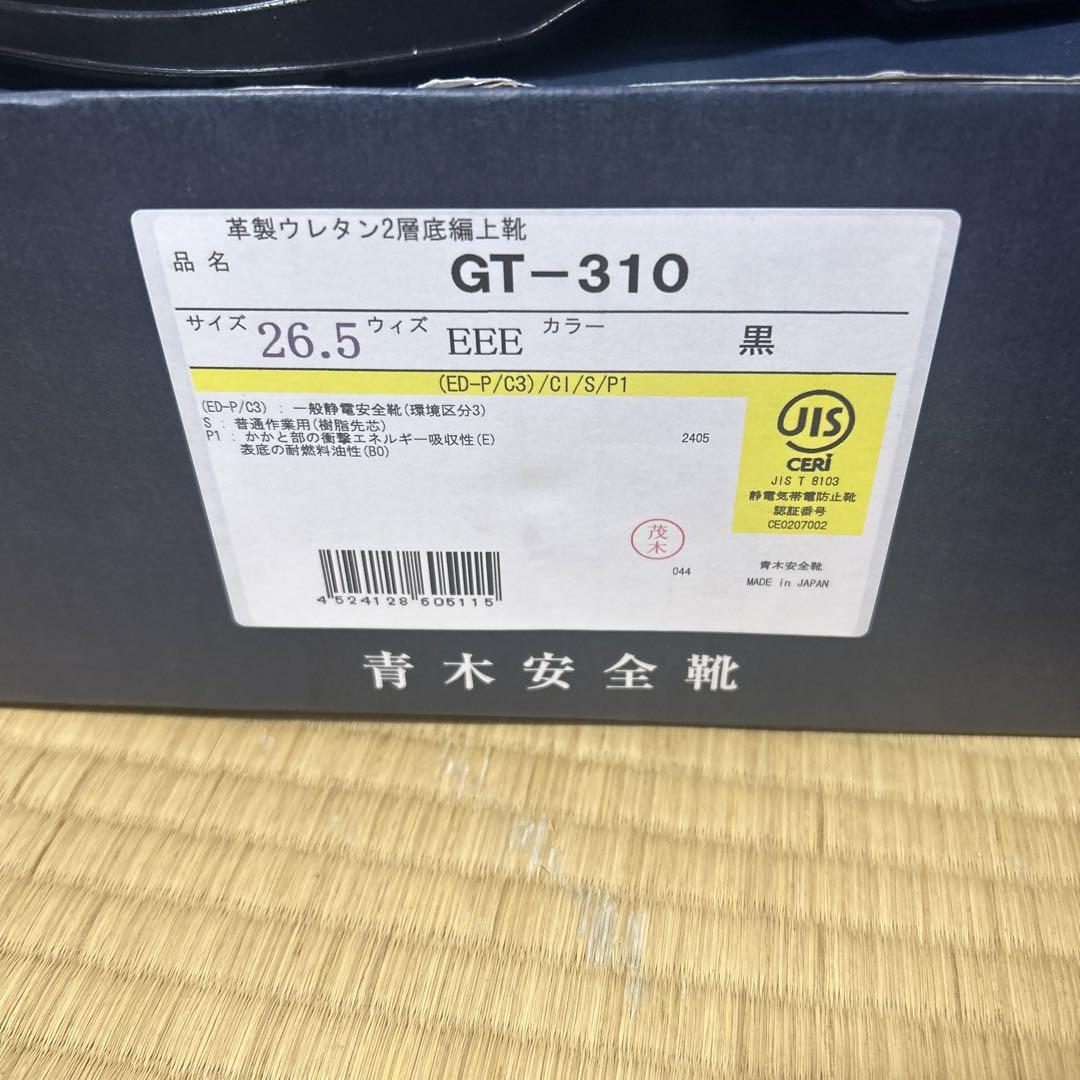 革製ウレタン2層底編上靴
品名 GT-310
サイズ 26.5 ウィズ EEE カラー 黒
(ED-P/C3)/CI/S/P1
(ED-P/C3) : 一般静電安全靴(環境区分3)
S : 普通作業用(樹脂先芯)
P1 : かかと部の衝撃エネルギー吸収性(E)
表底の耐燃料油性(BO)
2405
JIS
CERI
JIS T 8103
静電気帯電防止靴
認証番号
CE0207002
茂木
044
青木安全靴
MADE in JAPAN
4524128605115
青木安全靴